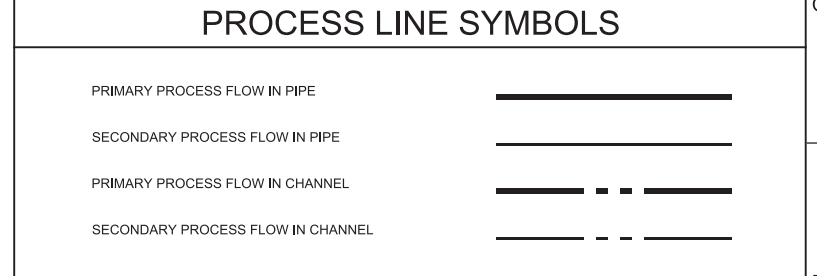 PROCESS LINE SYMBOLS
PRIMARY PROCESS FLOW IN PIPE
SECONDARY PROCESS FLOW IN PIPE
PRIMARY PROCESS FLOW IN CHANNEL
SECONDARY PROCESS FLOW IN CHANNEL